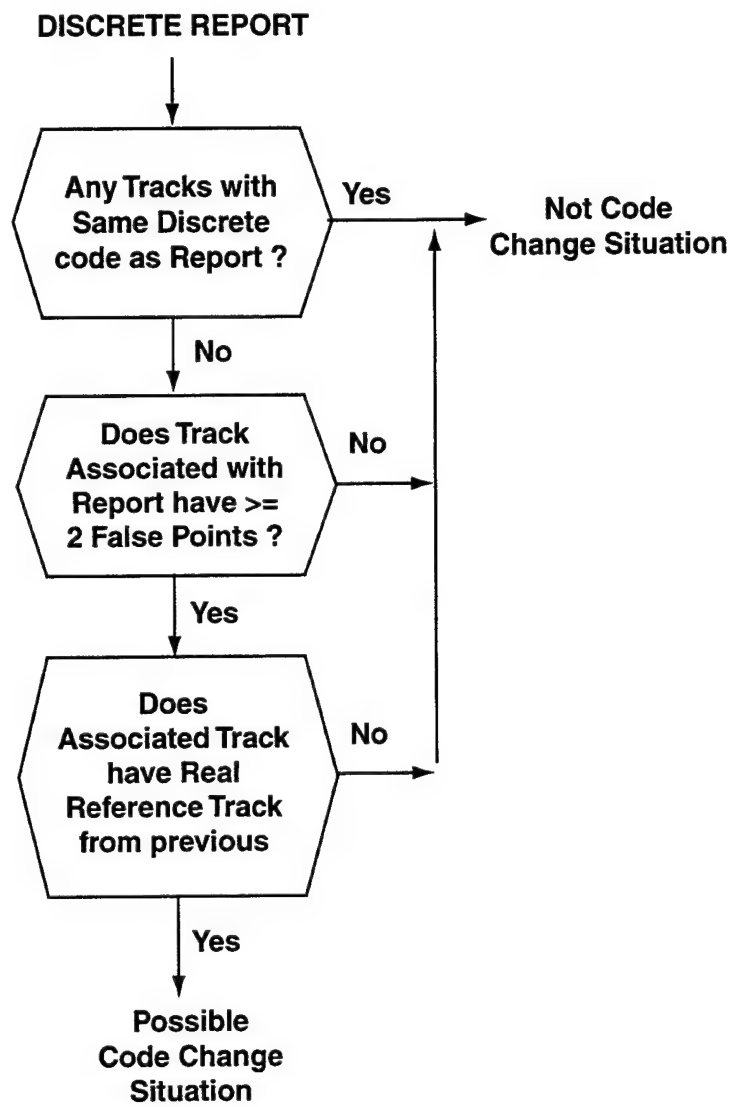 DISCRETE REPORT
Any Tracks with
Same Discrete
code as Report ?
Yes
Not Code
Change Situation
No
Does Track
Associated with
Report have >=
2 False Points ?
No
Yes
Does
Associated Track
have Real
Reference Track
from previous
No
Yes
Possible
Code Change
Situation